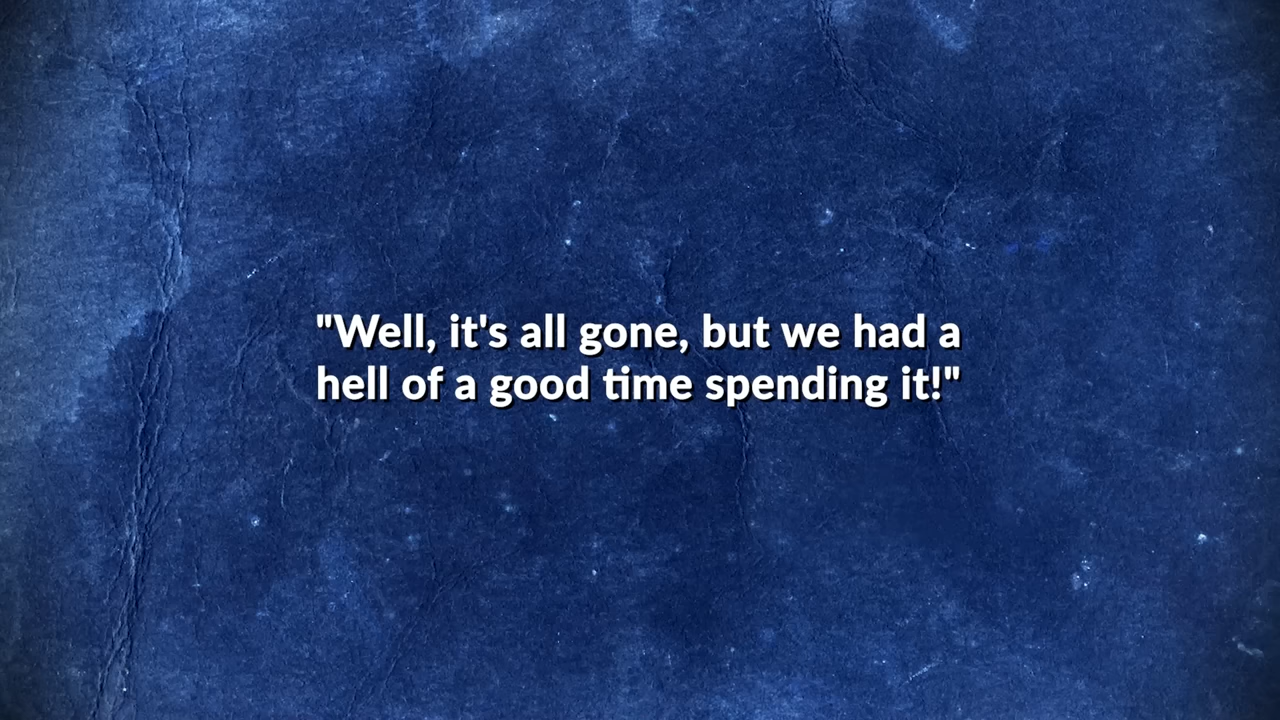 "Well, it's all gone, but we had a
hell of a good time spending it!"